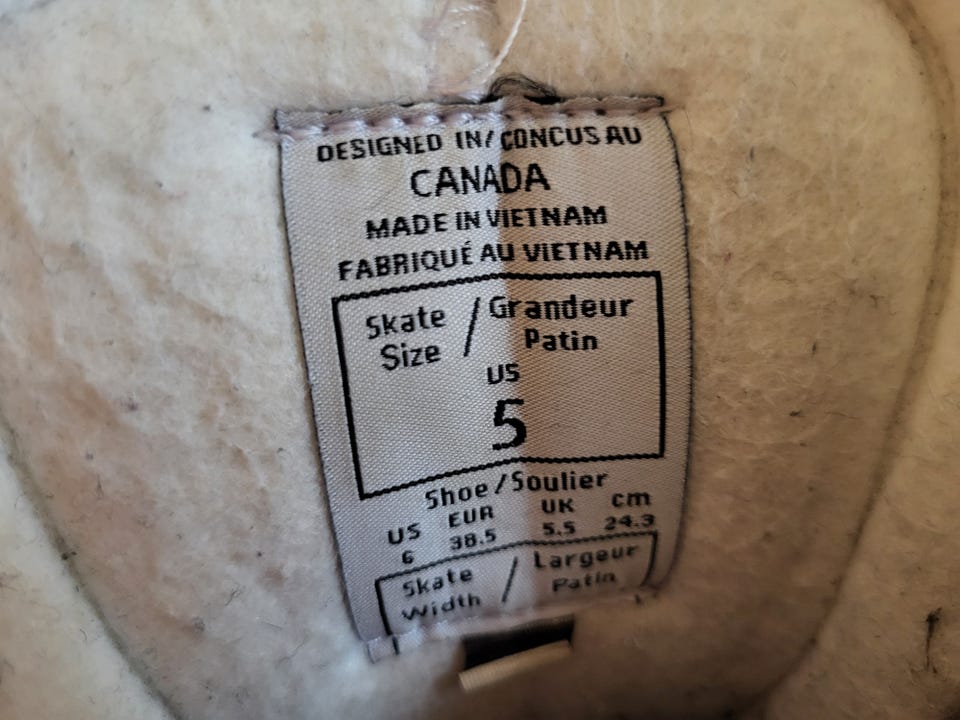 DESIGNED IN/CONCUS AU
CANADA
MADE IN VIETNAM
FABRIQUÉ AU VIETNAM
Skate / Grandeur
Size Patin
US
5
Shoe/Soulier
US EUR UK cm
6 38.5 5.5 24.3
Skate / Largeur
Width Patin